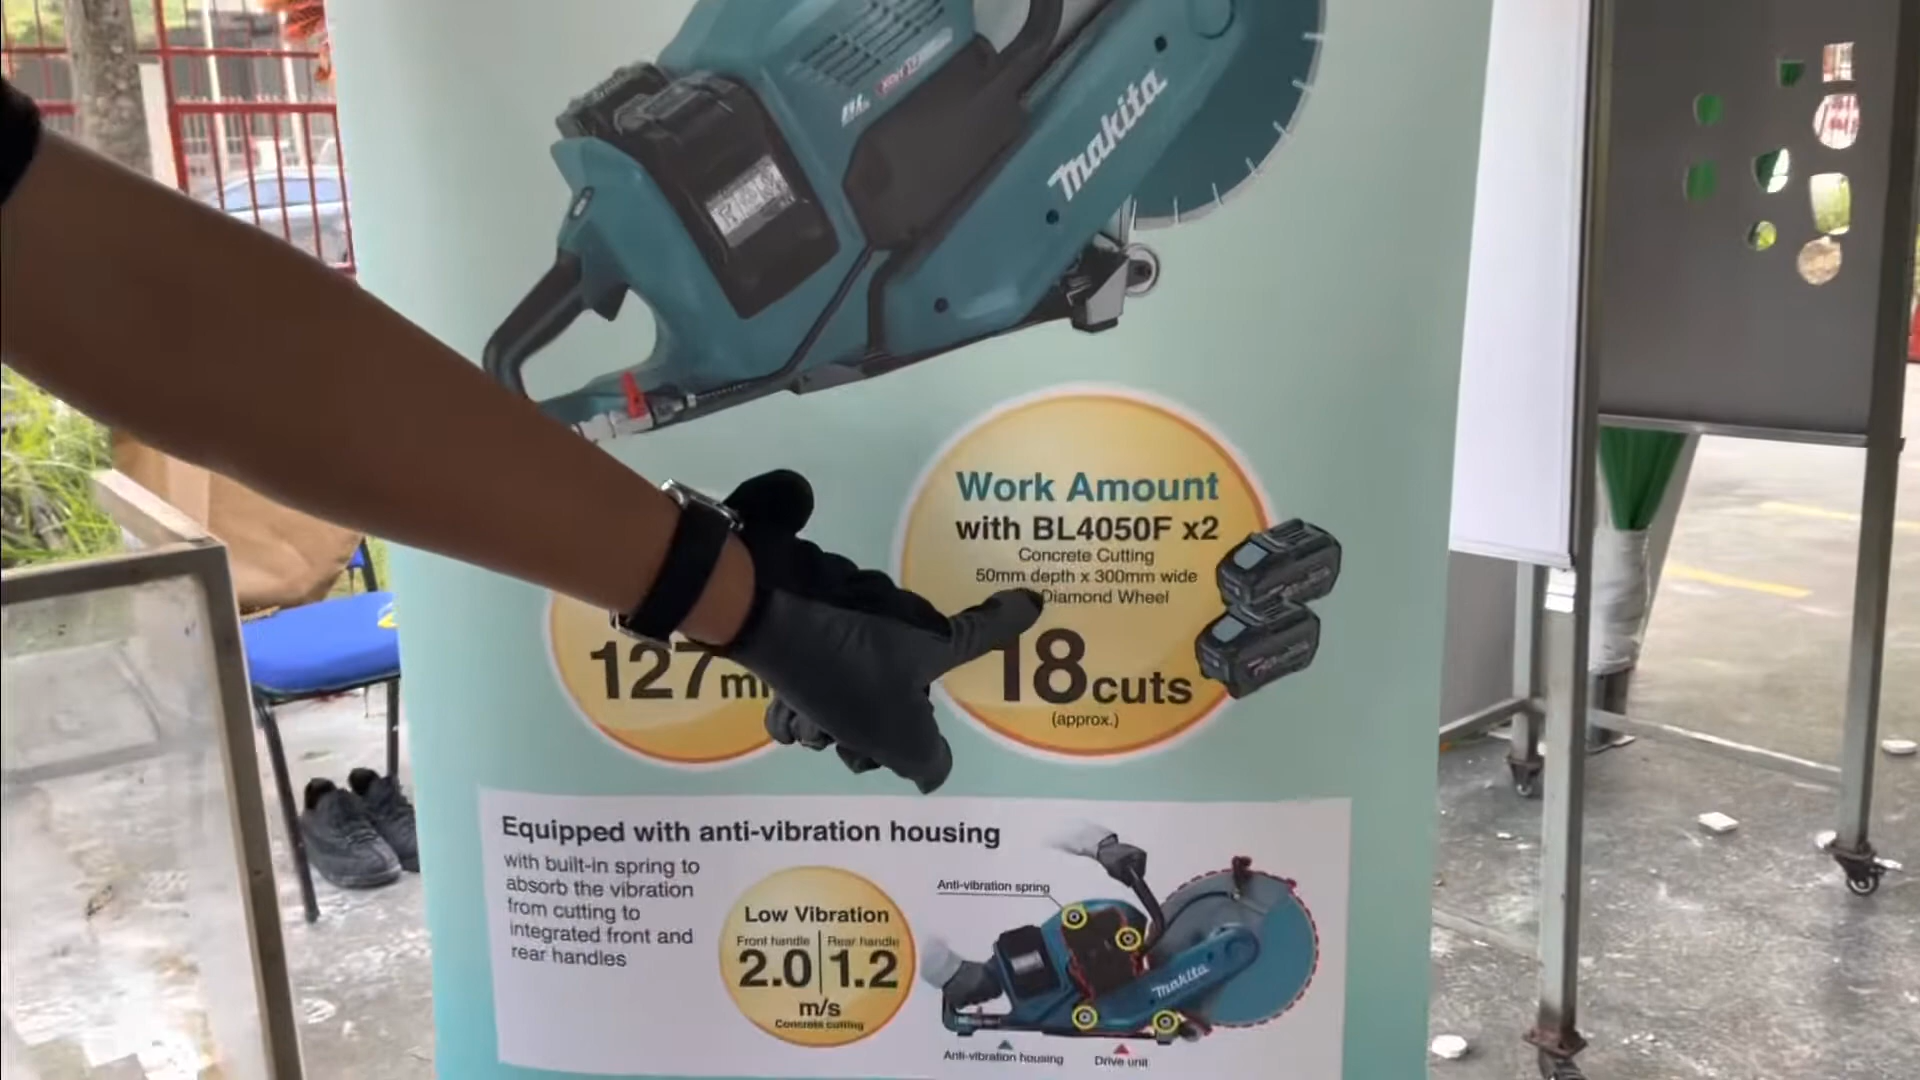 makita
Work Amount
with BL4050F x2
Concrete Cutting
50mm depth x 300mm wide
Diamond Wheel
18 cuts
(approx.)
127
Equipped with anti-vibration housing
with built-in spring to
absorb the vibration
from cutting to
integrated front and
rear handles
Low Vibration
Front handle | Rear handle
2.0 | 1.2
m/s
Concrete cutting
Anti-vibration spring
makita
Anti-vibration housing
Drive unit